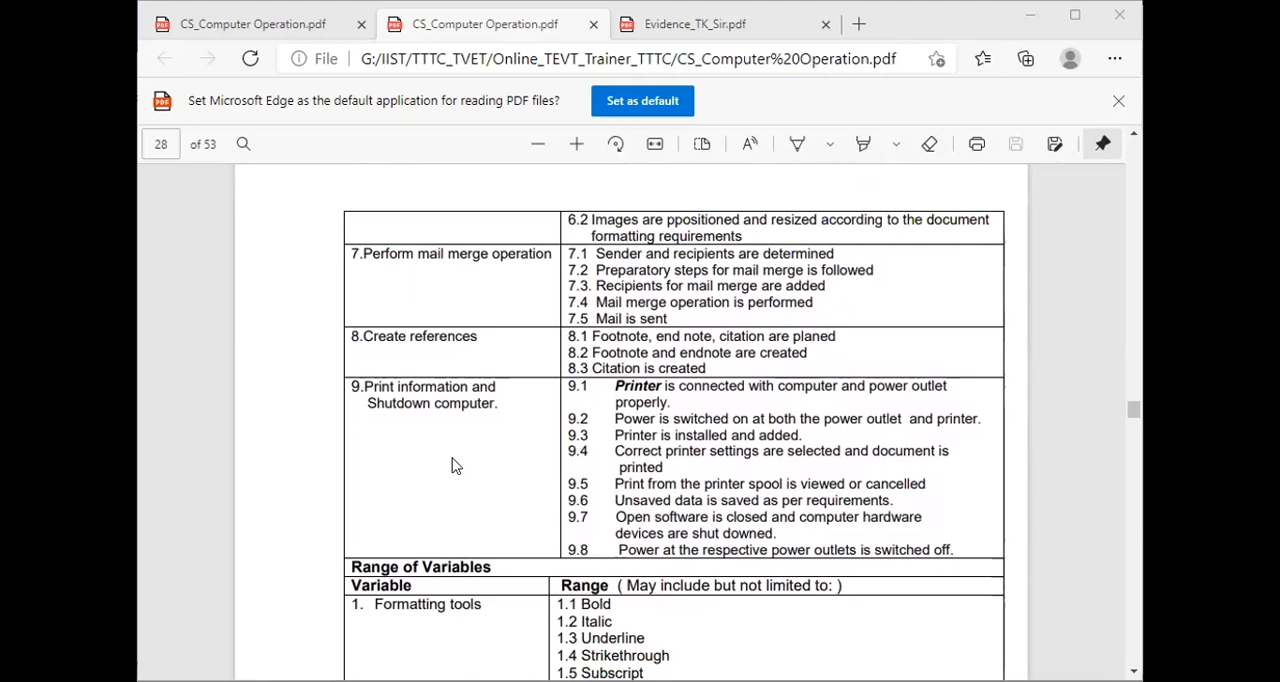 CS_Computer Operation.pdf
CS_Computer Operation.pdf
Evidence_TK_Sir.pdf
File
G:/IIST/TTTC_TVET/Online_TEVT_Trainer_TTTC/CS_Computer%20Operation.pdf
Set Microsoft Edge as the default application for reading PDF files?
Set as default
28 of 53
6.2 Images are ppositioned and resized according to the document
formatting requirements
7.Perform mail merge operation
7.1 Sender and recipients are determined
7.2 Preparatory steps for mail merge is followed
7.3. Recipients for mail merge are added
7.4 Mail merge operation is performed
7.5 Mail is sent
8.Create references
8.1 Footnote, end note, citation are planed
8.2 Footnote and endnote are created
8.3 Citation is created
9.Print information and
Shutdown computer.
9.1 Printer is connected with computer and power outlet
properly.
9.2 Power is switched on at both the power outlet and printer.
9.3 Printer is installed and added.
9.4 Correct printer settings are selected and document is
printed
9.5 Print from the printer spool is viewed or cancelled
9.6 Unsaved data is saved as per requirements.
9.7 Open software is closed and computer hardware
devices are shut downed.
9.8 Power at the respective power outlets is switched off.
Range of Variables
Variable
Range ( May include but not limited to: )
1. Formatting tools
1.1 Bold
1.2 Italic
1.3 Underline
1.4 Strikethrough
1.5 Subscript